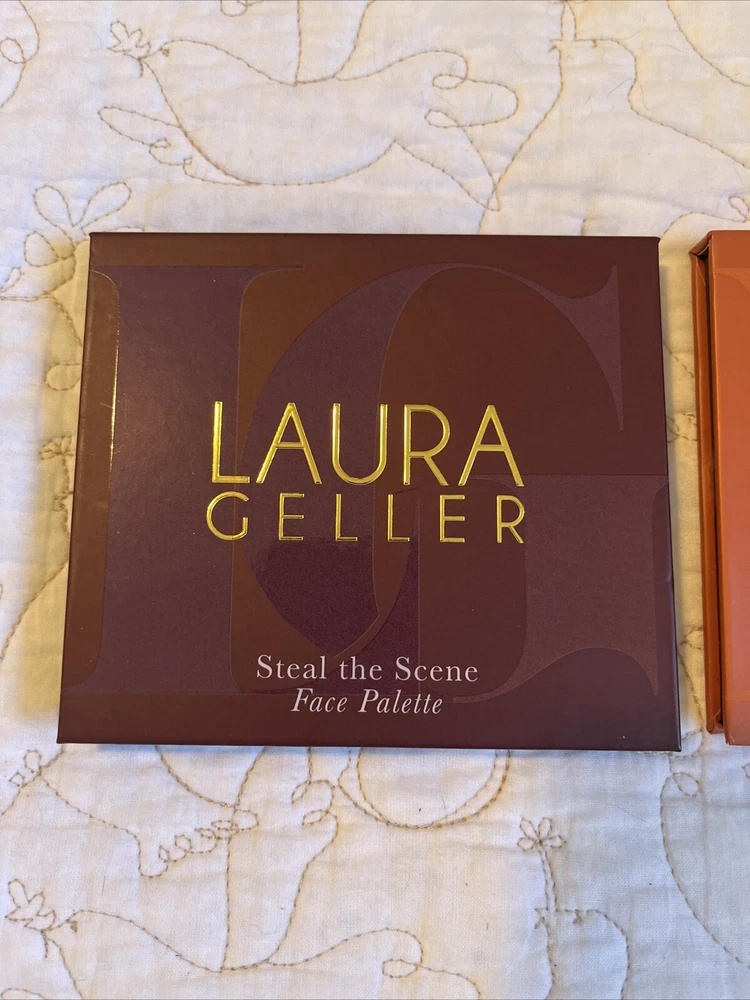 LAURA
GELLER
Steal the Scene
Face Palette